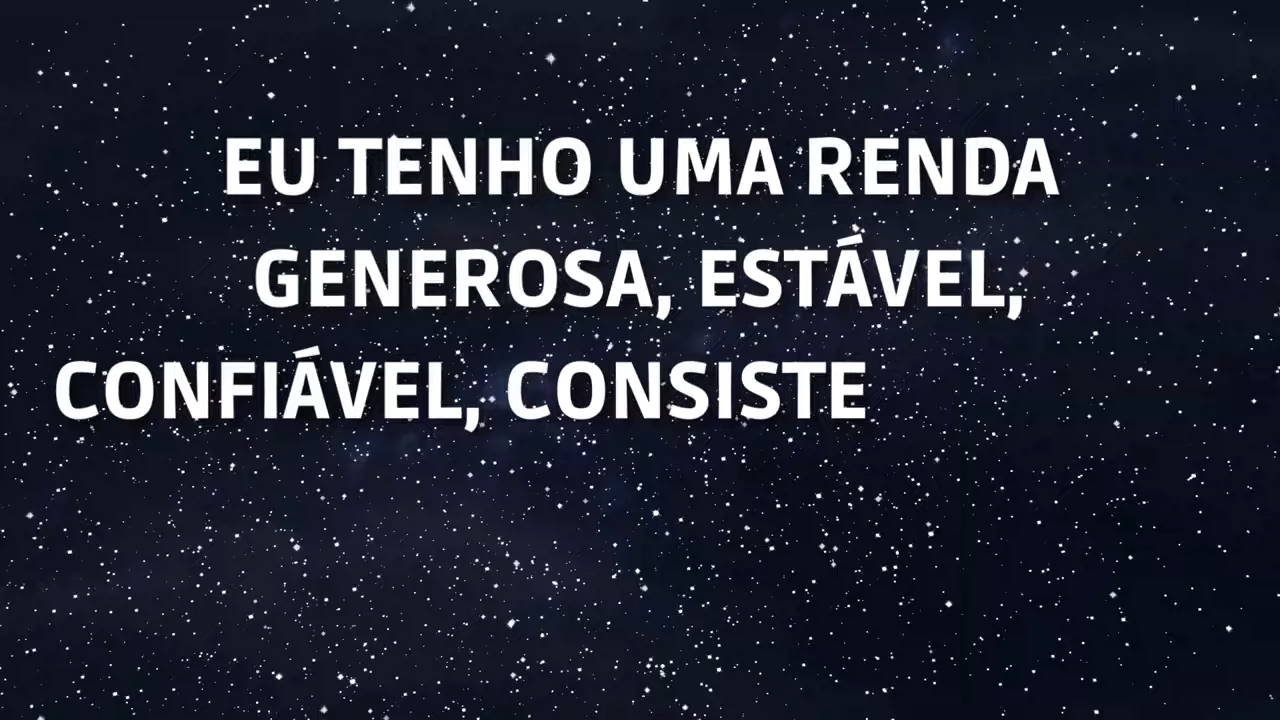 EU TENHO UMA RENDA
GENEROSA, ESTÁVEL,
CONFIÁVEL, CONSISTE